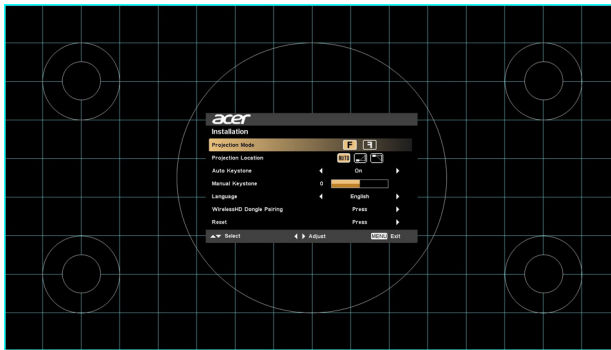 acer
Installation
Projection Mode F F
Projection Location AUTO
Auto Keystone On
Manual Keystone 0
Language English
WirelessHD Dongle Pairing Press
Reset Press
Select Adjust MENU Exit